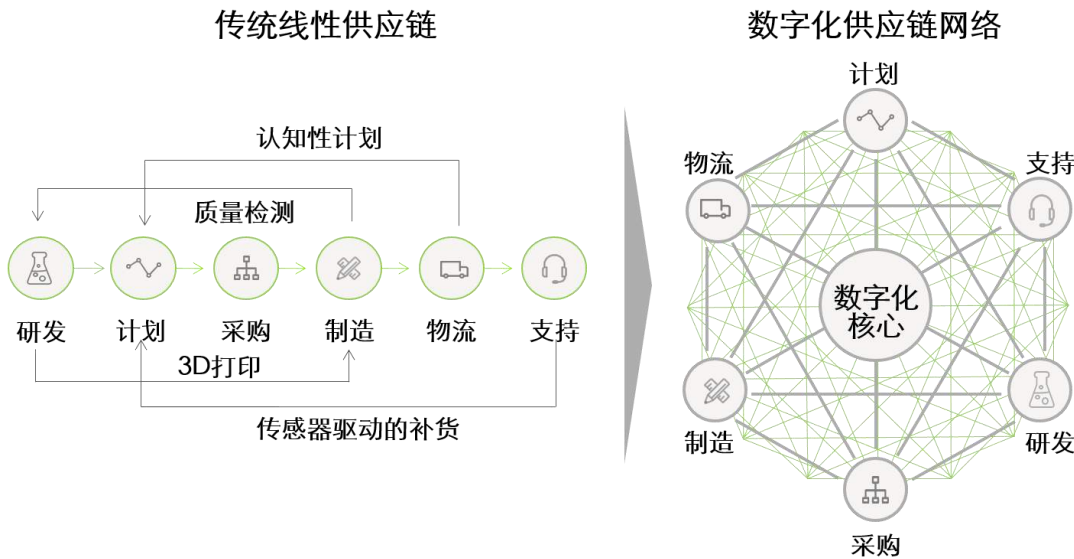 传统线性供应链
认知性计划
质量检测
研发
计划
采购
制造
物流
支持
3D打印
传感器驱动的补货
数字化供应链网络
计划
物流
支持
数字化
核心
制造
研发
采购